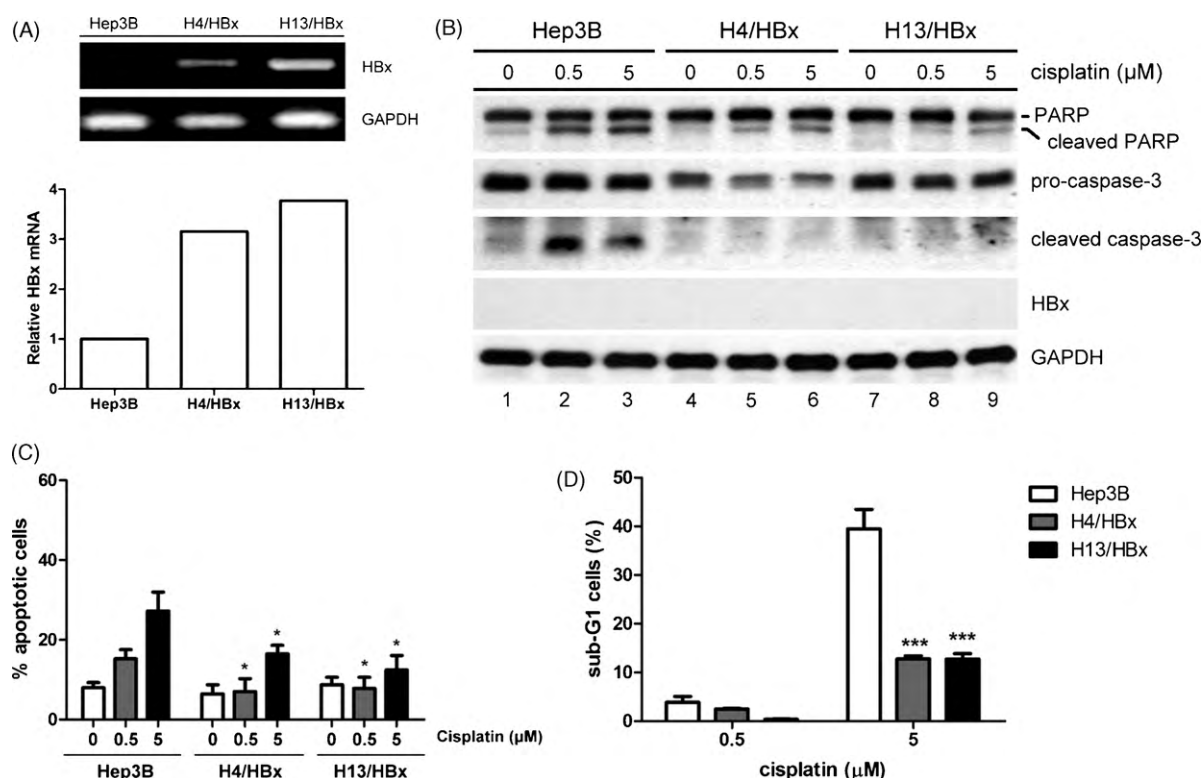 (A)
Hep3B H4/HBx H13/HBx
HBx
GAPDH
Relative HBx mRNA
4
3
2
1
0
Hep3B H4/HBx H13/HBx
(B)
Hep3B H4/HBx H13/HBx
0 0.5 5 0 0.5 5 0 0.5 5 cisplatin (µM)
PARP
cleaved PARP
pro-caspase-3
cleaved caspase-3
HBx
GAPDH
1 2 3 4 5 6 7 8 9
(C)
% apoptotic cells
60
40
20
0
* * * *
0 0.5 5 0 0.5 5 0 0.5 5 Cisplatin (µM)
Hep3B H4/HBx H13/HBx
(D)
sub-G1 cells (%)
50
40
30
20
10
0
*** ***
0.5 5
cisplatin (µM)
Hep3B
H4/HBx
H13/HBx